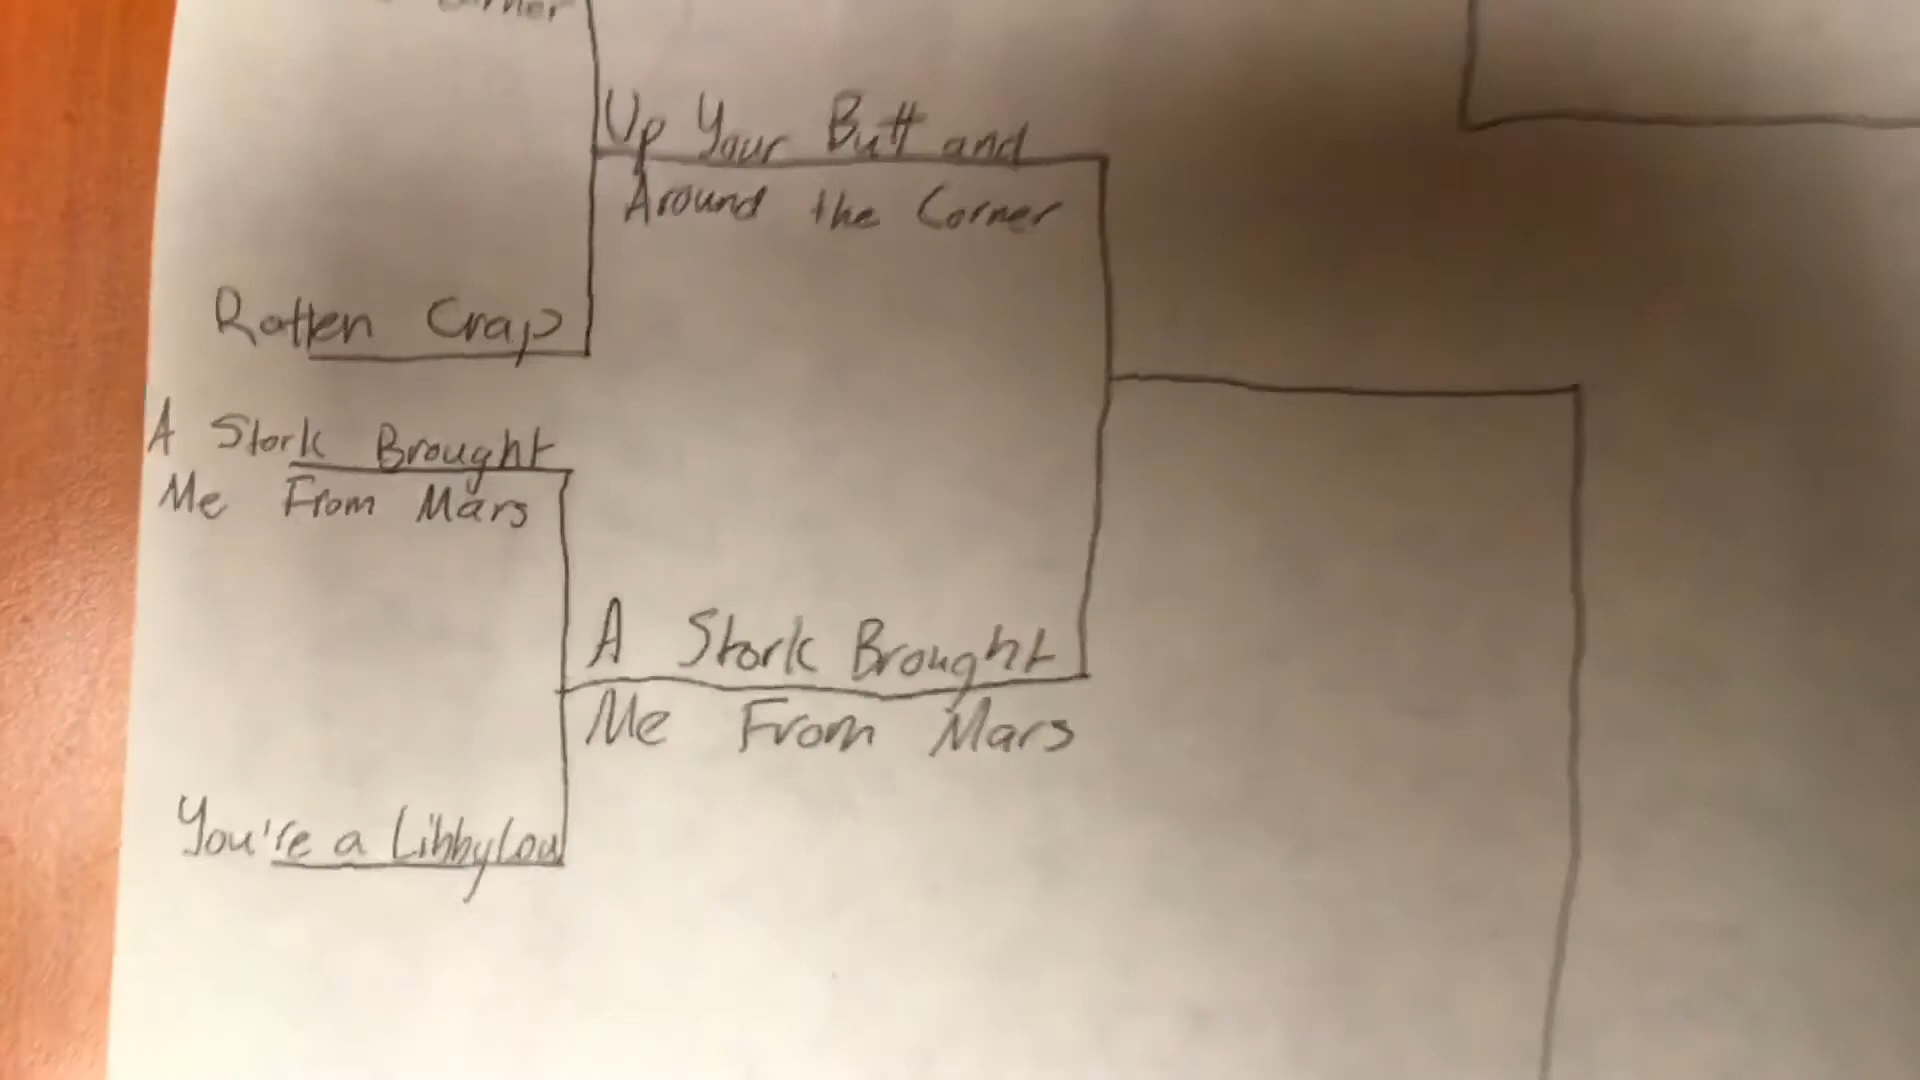 Corner
Up Your Butt and
Around the Corner
Rotten Crap
A Stork Brought
Me From Mars
A Stork Brought
Me From Mars
You're a Libbylou